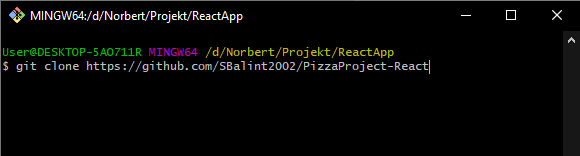 MINGW64:/d/Norbert/Projekt/ReactApp
User@DESKTOP-5AO711R MINGW64 /d/Norbert/Projekt/ReactApp
$ git clone https://github.com/SBalint2002/PizzaProject-React